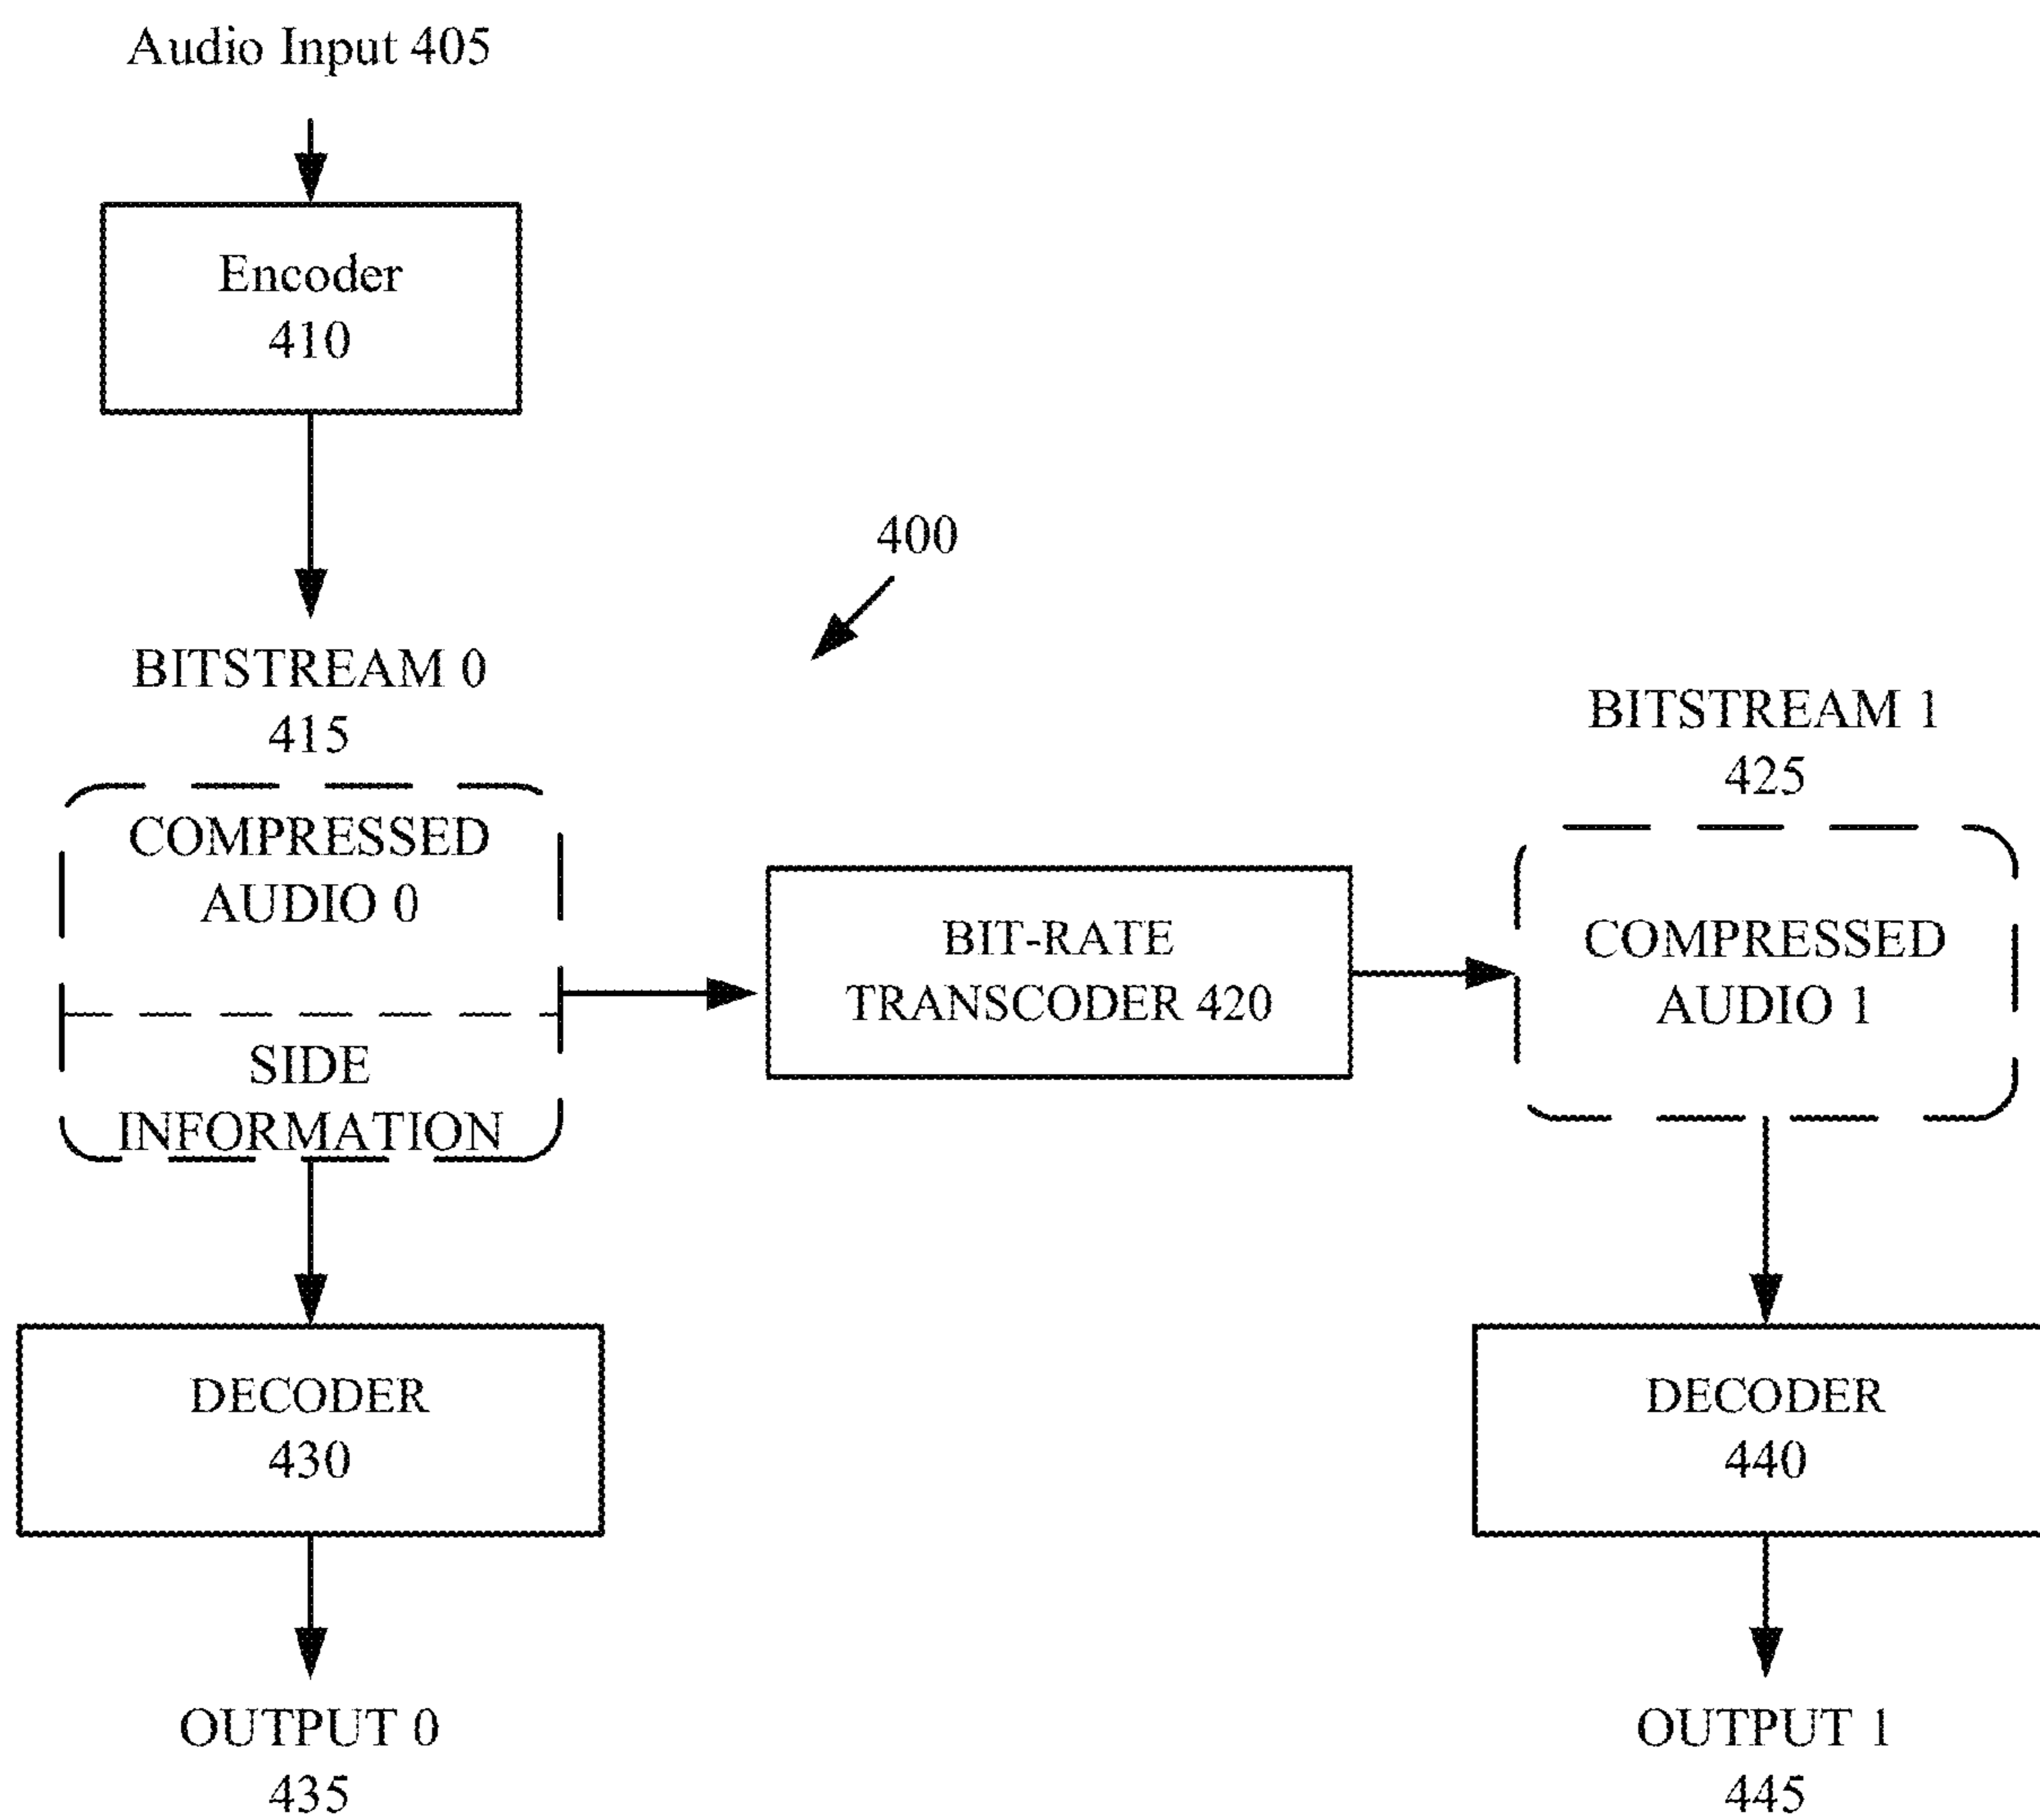 Audio Input 405
Encoder
410
400
BITSTREAM 0
415
COMPRESSED
AUDIO 0
SIDE
INFORMATION
BIT-RATE
TRANSCODER 420
BITSTREAM 1
425
COMPRESSED
AUDIO 1
DECODER
430
DECODER
440
OUTPUT 0
435
OUTPUT 1
445